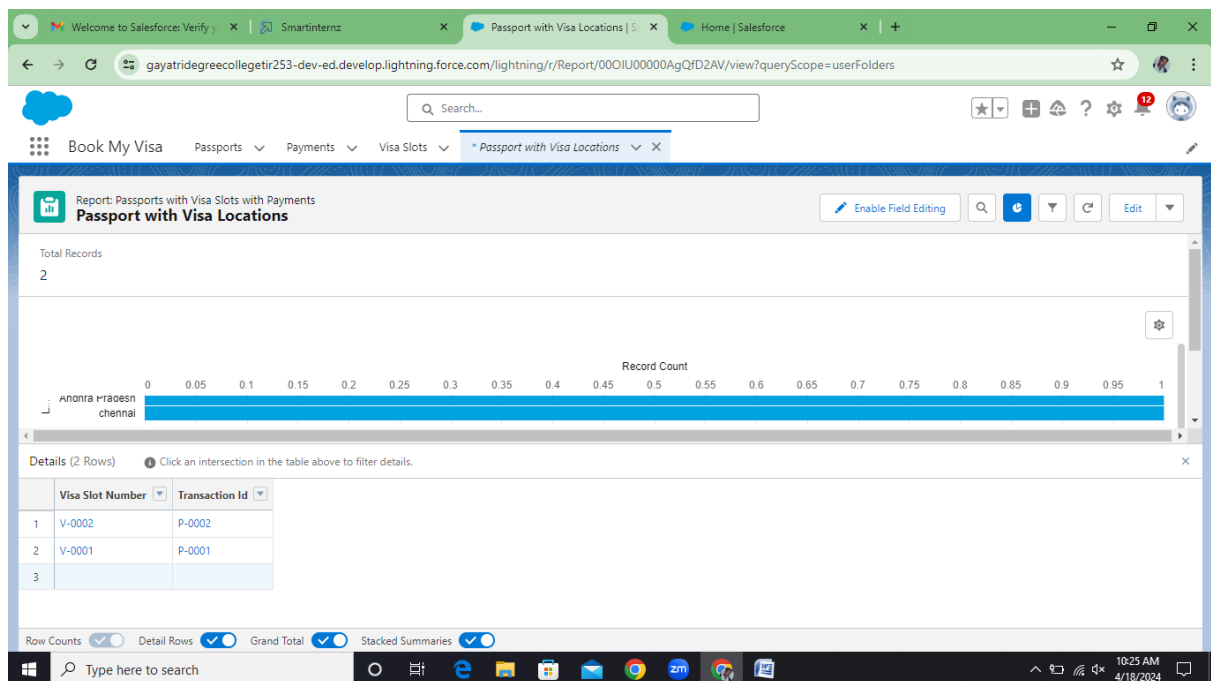 Welcome to Salesforce: Verify y
Smartinternz
Passport with Visa Locations | S
Home | Salesforce
gayatridegreecollegetir253-dev-ed.develop.lightning.force.com/lightning/r/Report/00OIU00000AgQfD2AV/view?queryScope=userFolders
Search...
12
Book My Visa
Passports
Payments
Visa Slots
* Passport with Visa Locations
Report: Passports with Visa Slots with Payments
Passport with Visa Locations
Enable Field Editing
Edit
Total Records
2
Record Count
0 0.05 0.1 0.15 0.2 0.25 0.3 0.35 0.4 0.45 0.5 0.55 0.6 0.65 0.7 0.75 0.8 0.85 0.9 0.95 1
Andhra Pradesh
chennai
Details (2 Rows)
Click an intersection in the table above to filter details.
Visa Slot Number Transaction Id
1 V-0002 P-0002
2 V-0001 P-0001
3
Row Counts Detail Rows Grand Total Stacked Summaries
Type here to search
zm
10:25 AM
4/18/2024